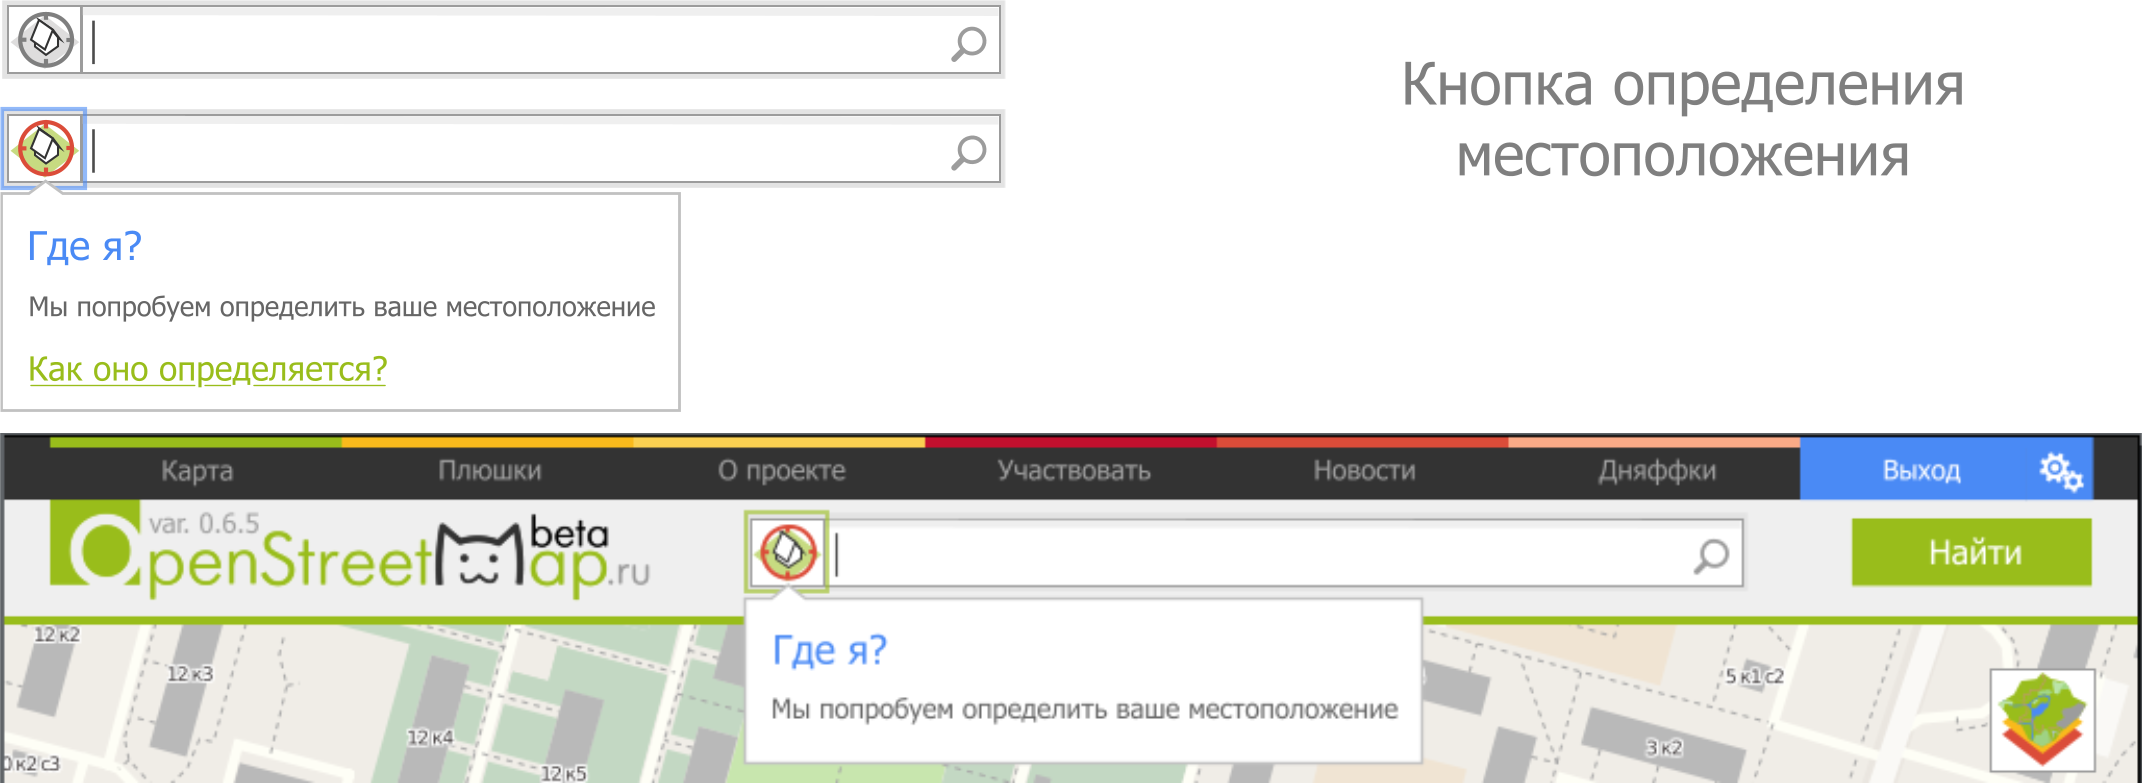 Кнопка определения
местоположения
Где я?
Мы попробуем определить ваше местоположение
Как оно определяется?
Карта Плюшки О проекте Участвовать Новости Дняффки Выход
var. 0.6.5
OpenStreetMap.ru beta
Найти
Где я?
Мы попробуем определить ваше местоположение
12 к2
12 к3
5 к1 с2
12 к4
3 к2
0 к2 с3
12 к5